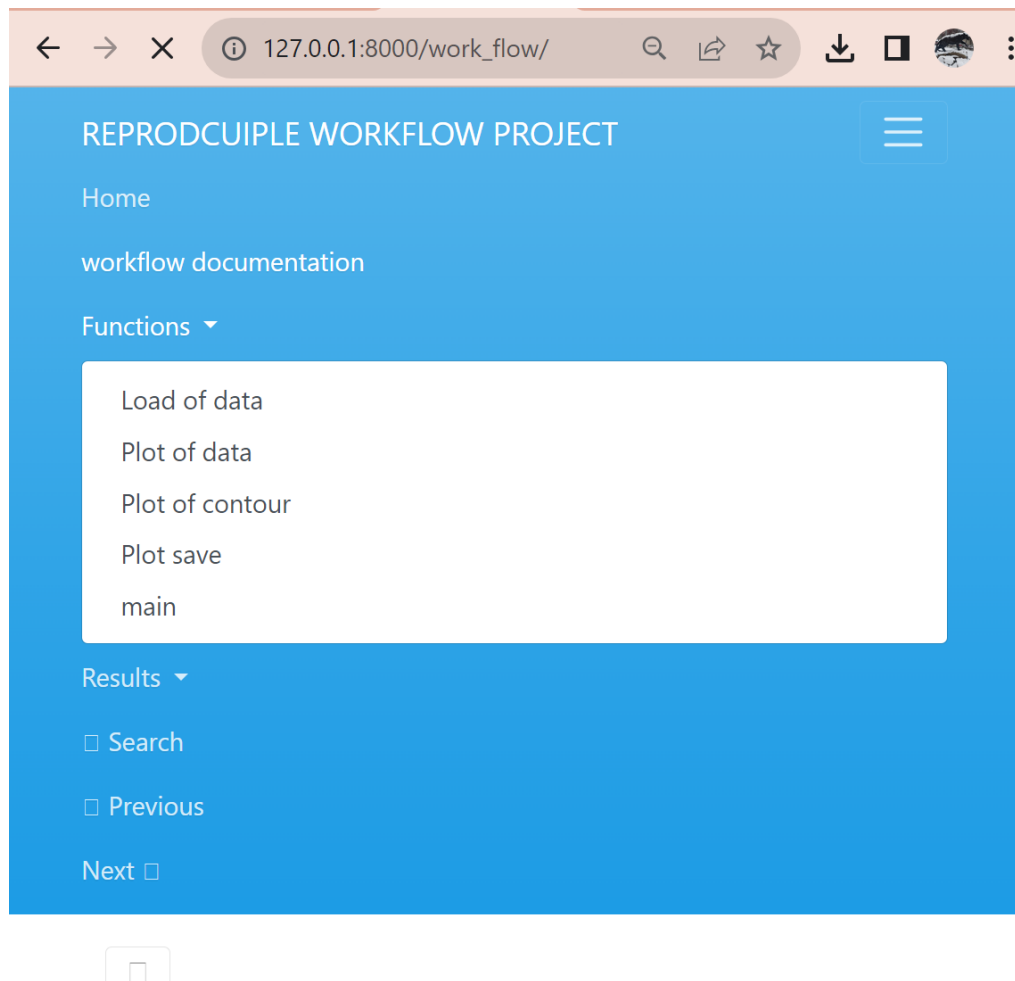 127.0.0.1:8000/work_flow/
REPRODCUIPLE WORKFLOW PROJECT
Home
workflow documentation
Functions
Load of data
Plot of data
Plot of contour
Plot save
main
Results
Search
Previous
Next